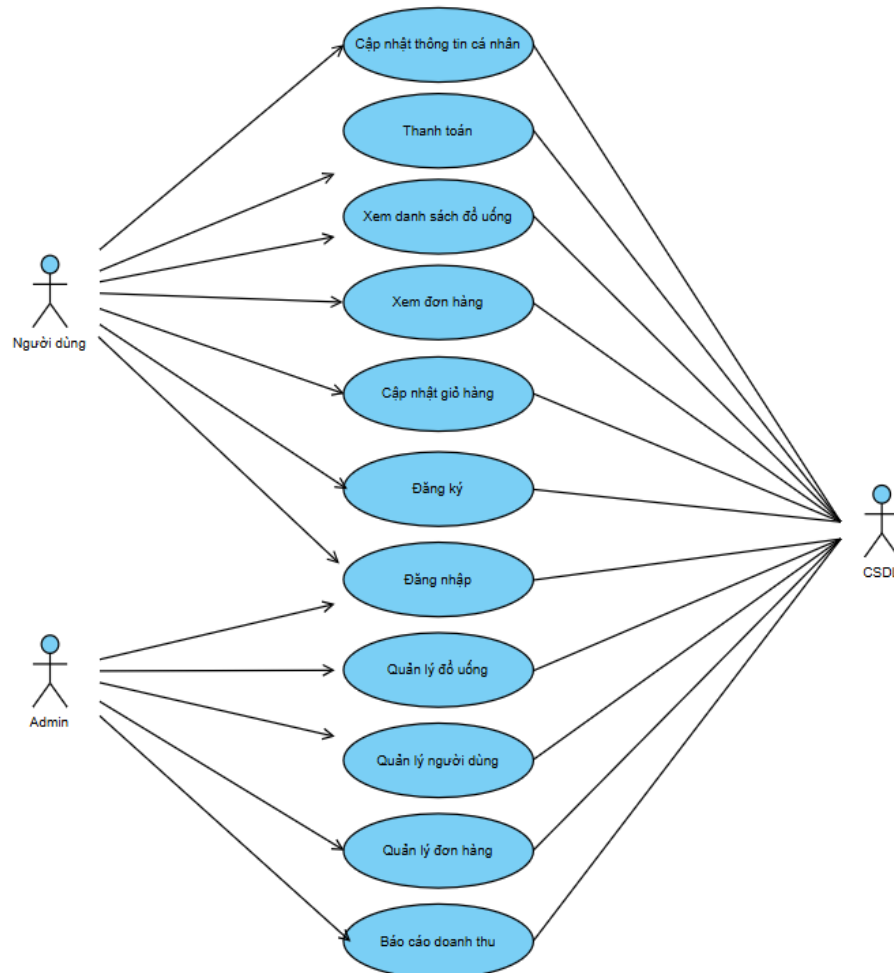 Cập nhật thông tin cá nhân
Thanh toán
Xem danh sách đồ uống
Xem đơn hàng
Người dùng
Cập nhật giỏ hàng
Đăng ký
Đăng nhập
CSDL
Quản lý đồ uống
Admin
Quản lý người dùng
Quản lý đơn hàng
Báo cáo doanh thu